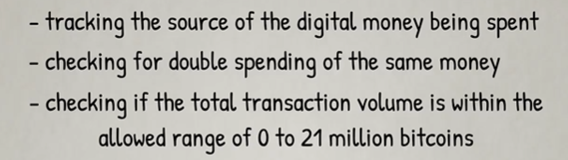 - tracking the source of the digital money being spent
- checking for double spending of the same money
- checking if the total transaction volume is within the
allowed range of 0 to 21 million bitcoins